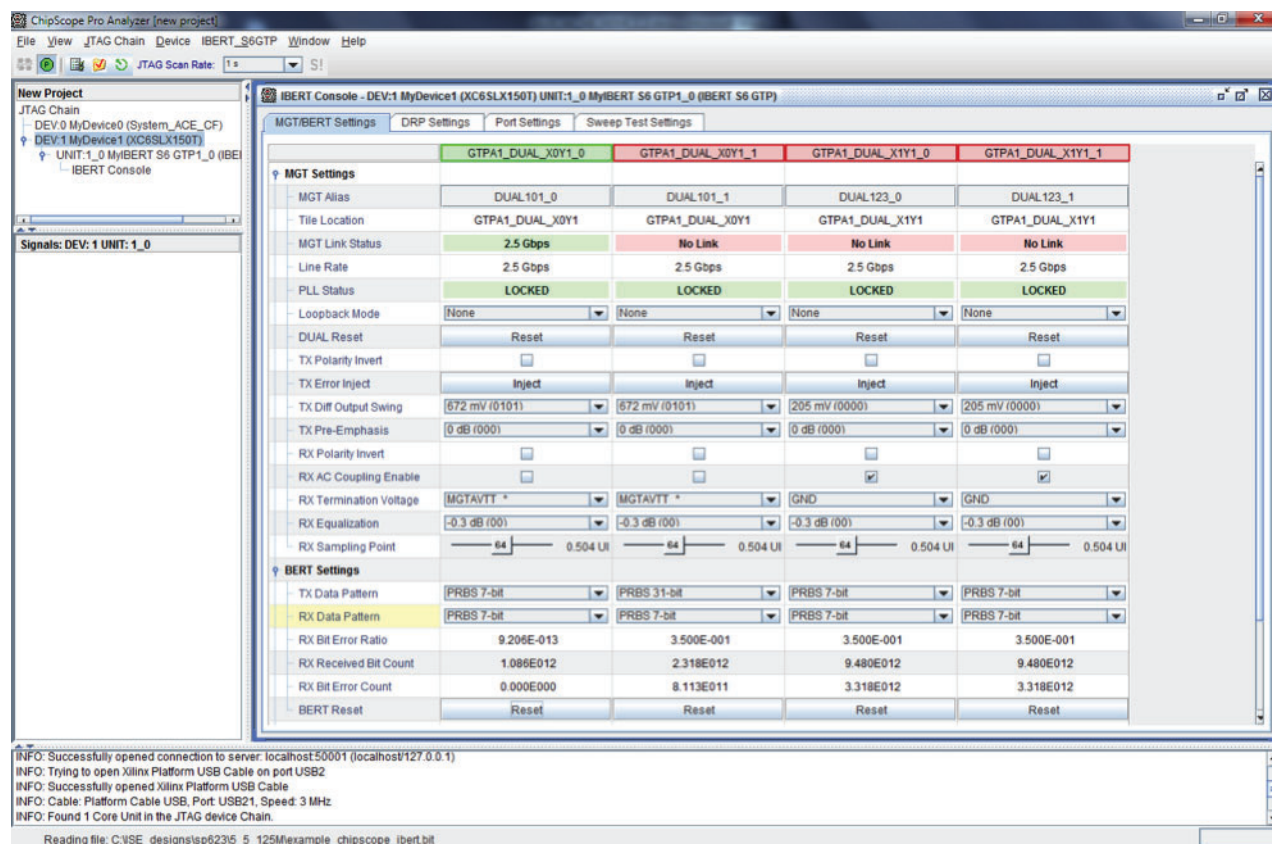 ChipScope Pro Analyzer [new project]
File View JTAG Chain Device IBERT_S6GTP Window Help
JTAG Scan Rate: 1 s S!
New Project
JTAG Chain
DEV:0 MyDevice0 (System_ACE_CF)
DEV:1 MyDevice1 (XC6SLX150T)
UNIT:1_0 MyIBERT S6 GTP1_0 (IBEI
IBERT Console
Signals: DEV: 1 UNIT: 1_0
IBERT Console - DEV:1 MyDevice1 (XC6SLX150T) UNIT:1_0 MyIBERT S6 GTP1_0 (IBERT S6 GTP)
MGT/BERT Settings DRP Settings Port Settings Sweep Test Settings
GTPA1_DUAL_X0Y1_0 GTPA1_DUAL_X0Y1_1 GTPA1_DUAL_X1Y1_0 GTPA1_DUAL_X1Y1_1
MGT Settings
MGT Alias DUAL101_0 DUAL101_1 DUAL123_0 DUAL123_1
Tile Location GTPA1_DUAL_X0Y1 GTPA1_DUAL_X0Y1 GTPA1_DUAL_X1Y1 GTPA1_DUAL_X1Y1
MGT Link Status 2.5 Gbps No Link No Link No Link
Line Rate 2.5 Gbps 2.5 Gbps 2.5 Gbps 2.5 Gbps
PLL Status LOCKED LOCKED LOCKED LOCKED
Loopback Mode None None None None
DUAL Reset Reset Reset Reset Reset
TX Polarity Invert
TX Error Inject Inject Inject Inject Inject
TX Diff Output Swing 672 mV (0101) 672 mV (0101) 205 mV (0000) 205 mV (0000)
TX Pre-Emphasis 0 dB (000) 0 dB (000) 0 dB (000) 0 dB (000)
RX Polarity Invert
RX AC Coupling Enable
RX Termination Voltage MGTAVTT * MGTAVTT * GND GND
RX Equalization -0.3 dB (00) -0.3 dB (00) -0.3 dB (00) -0.3 dB (00)
RX Sampling Point 64 0.504 UI 64 0.504 UI 64 0.504 UI 64 0.504 UI
BERT Settings
TX Data Pattern PRBS 7-bit PRBS 31-bit PRBS 7-bit PRBS 7-bit
RX Data Pattern PRBS 7-bit PRBS 7-bit PRBS 7-bit PRBS 7-bit
RX Bit Error Ratio 9.206E-013 3.500E-001 3.500E-001 3.500E-001
RX Received Bit Count 1.086E012 2.318E012 9.480E012 9.480E012
RX Bit Error Count 0.000E000 8.113E011 3.318E012 3.318E012
BERT Reset Reset Reset Reset Reset
INFO: Successfully opened connection to server: localhost:50001 (localhost/127.0.0.1)
INFO: Trying to open Xilinx Platform USB Cable on port USB2
INFO: Successfully opened Xilinx Platform USB Cable
INFO: Cable: Platform Cable USB, Port: USB21, Speed: 3 MHz
INFO: Found 1 Core Unit in the JTAG device Chain.
Reading file: C:\ISE_designs\sp623\5_5_125M\example_chipscope_ibert.bit